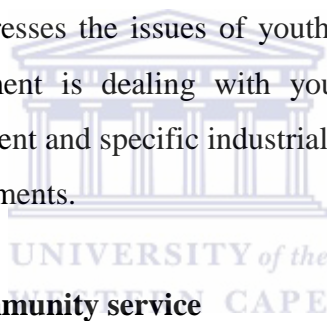 resses the issues of youth
ent is dealing with you
ent and specific industrial
ments.
UNIVERSITY of the
munity service
CAPE